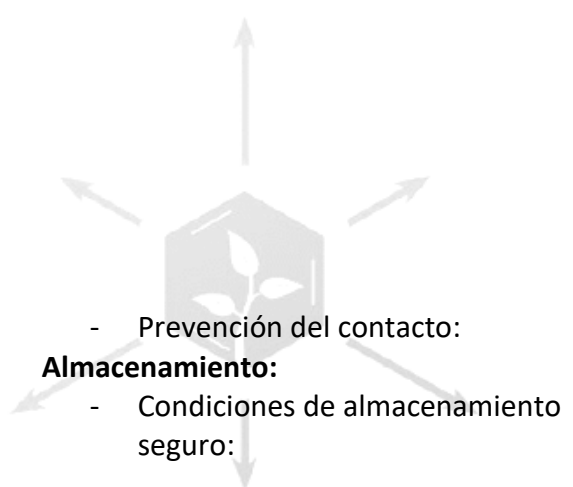 - Prevención del contacto:
Almacenamiento:
- Condiciones de almacenamiento
seguro: